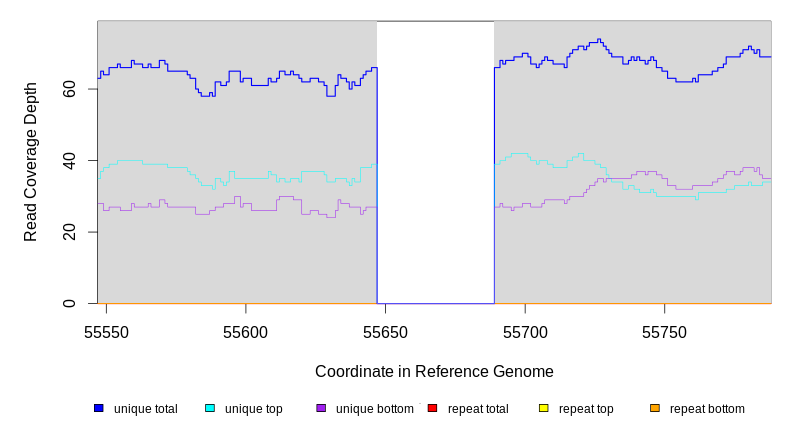 Read Coverage Depth
60
40
20
0
55550 55600 55650 55700 55750
Coordinate in Reference Genome
unique total unique top unique bottom repeat total repeat top repeat bottom